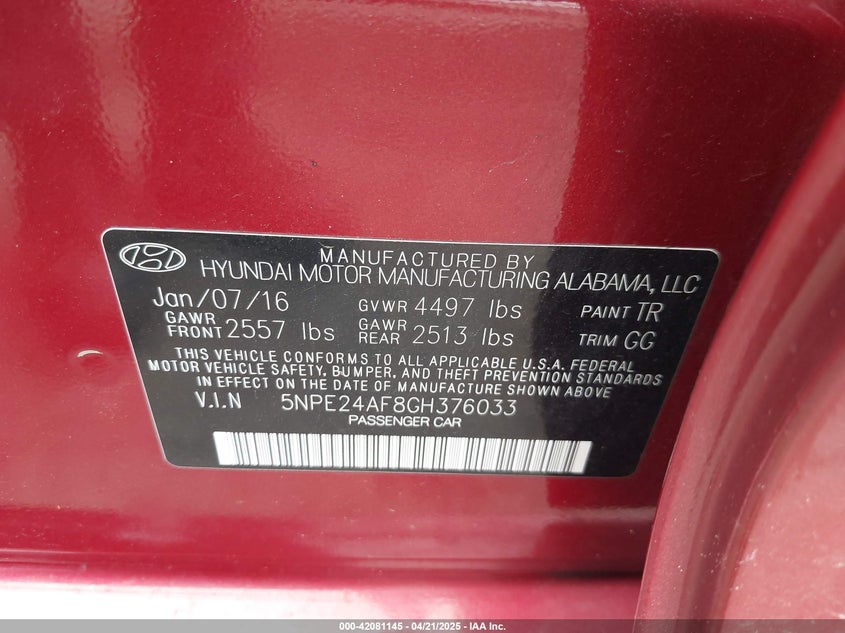 MANUFACTURED BY
HYUNDAI MOTOR MANUFACTURING ALABAMA, LLC
Jan/07/16 GVWR 4497 lbs PAINT TR
GAWR FRONT 2557 lbs GAWR REAR 2513 lbs TRIM GG
THIS VEHICLE CONFORMS TO ALL APPLICABLE U.S.A. FEDERAL
MOTOR VEHICLE SAFETY, BUMPER, AND THEFT PREVENTION STANDARDS
IN EFFECT ON THE DATE OF MANUFACTURE SHOWN ABOVE
V.I.N 5NPE24AF8GH376033
PASSENGER CAR
000-42081145 - 04/21/2025 - IAA Inc.